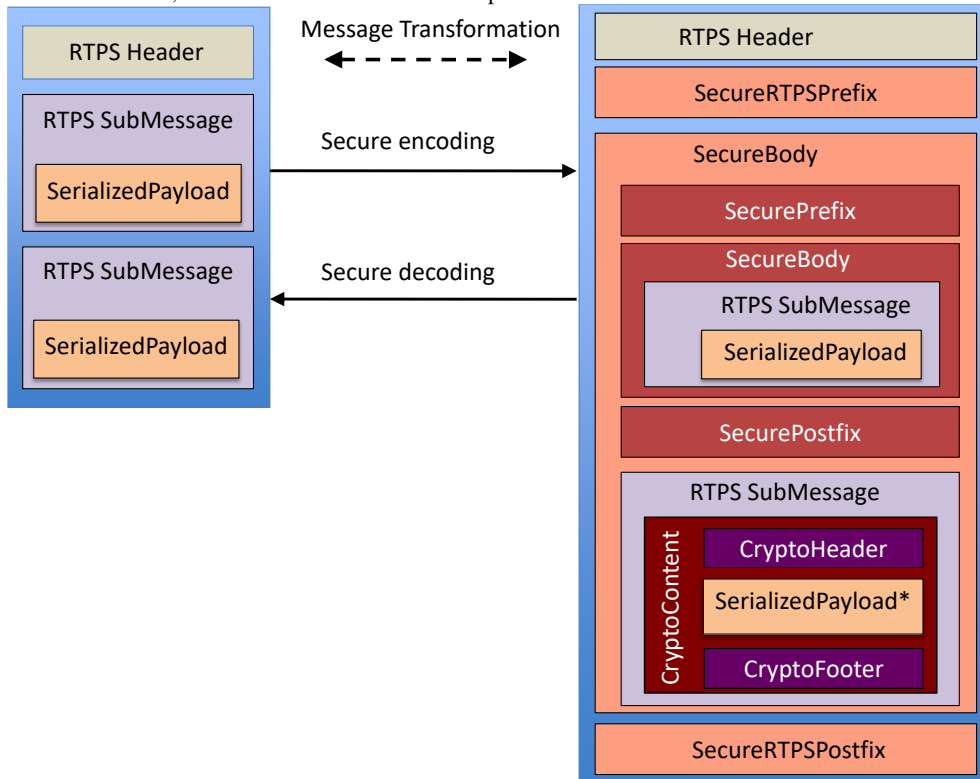 RTPS Header
RTPS SubMessage
SerializedPayload
RTPS SubMessage
SerializedPayload
Message Transformation
Secure encoding
Secure decoding
RTPS Header
SecureRTPSPrefix
SecureBody
SecurePrefix
SecureBody
RTPS SubMessage
SerializedPayload
SecurePostfix
RTPS SubMessage
CryptoContent
CryptoHeader
SerializedPayload*
CryptoFooter
SecureRTPSPostfix